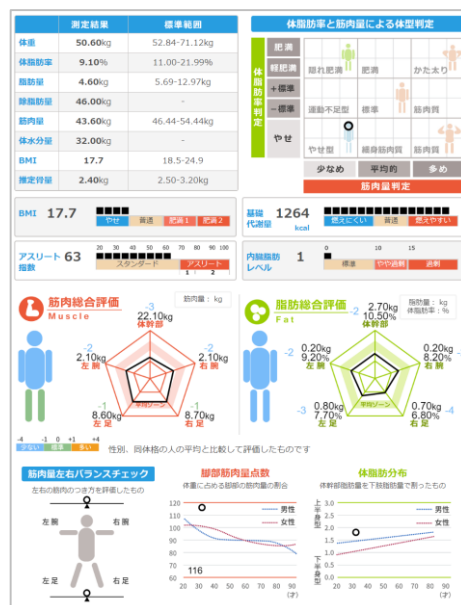 測定結果 標準範囲
体重 50.60kg 52.84-71.12kg
体脂肪率 9.10% 11.00-21.99%
脂肪量 4.60kg 5.69-12.97kg
除脂肪量 46.00kg -
筋肉量 43.60kg 46.44-54.44kg
体水分量 32.00kg -
BMI 17.7 18.5-24.9
推定骨量 2.40kg 2.50-3.20kg
体脂肪率と筋肉量による体型判定
体脂肪率判定
肥満
軽肥満
+標準
−標準
やせ
隠れ肥満 肥満 かた太り
運動不足型 標準 筋肉質
やせ型 細身筋肉質 筋肉質
少なめ 平均的 多め
筋肉量判定
BMI 17.7
やせ 普通 肥満1 肥満2
基礎代謝量 1264 kcal
燃えにくい 普通 燃えやすい
アスリート指数 63
20 30 40 50 60 70 80 90 100
スタンダード アスリート
1 2
内臓脂肪レベル 1
0 10 15
標準 やや過剰 過剰
筋肉総合評価
Muscle
筋肉量：kg
-3
22.10kg
体幹部
-2
2.10kg
左腕
-2
2.10kg
右腕
-1
8.60kg
左足
-1
8.70kg
右足
平均ゾーン
脂肪総合評価
Fat
脂肪量：kg
体脂肪率：%
-2
2.70kg
10.50%
体幹部
-2
0.20kg
9.20%
左腕
-2
0.20kg
8.20%
右腕
-3
0.80kg
7.70%
左足
-3
0.70kg
6.80%
右足
平均ゾーン
-4 -1 0 +1 +4
少ない 標準 多い
性別、同体格の人の平均と比較して評価したものです
筋肉量左右バランスチェック
左右の筋肉のつき方を評価したもの
左腕 右腕
左足 右足
脚部筋肉量点数
体重に占める脚部の筋肉量の割合
120
110
100
90
80
70
60
男性
女性
116
20 30 40 50 60 70 80 90
(才)
体脂肪分布
体幹部脂肪量を下肢脂肪量で割ったもの
上半身型
下半身型
3.0
2.5
2.0
1.5
1.0
0.5
0.0
男性
女性
20 30 40 50 60 70 80 90
(才)